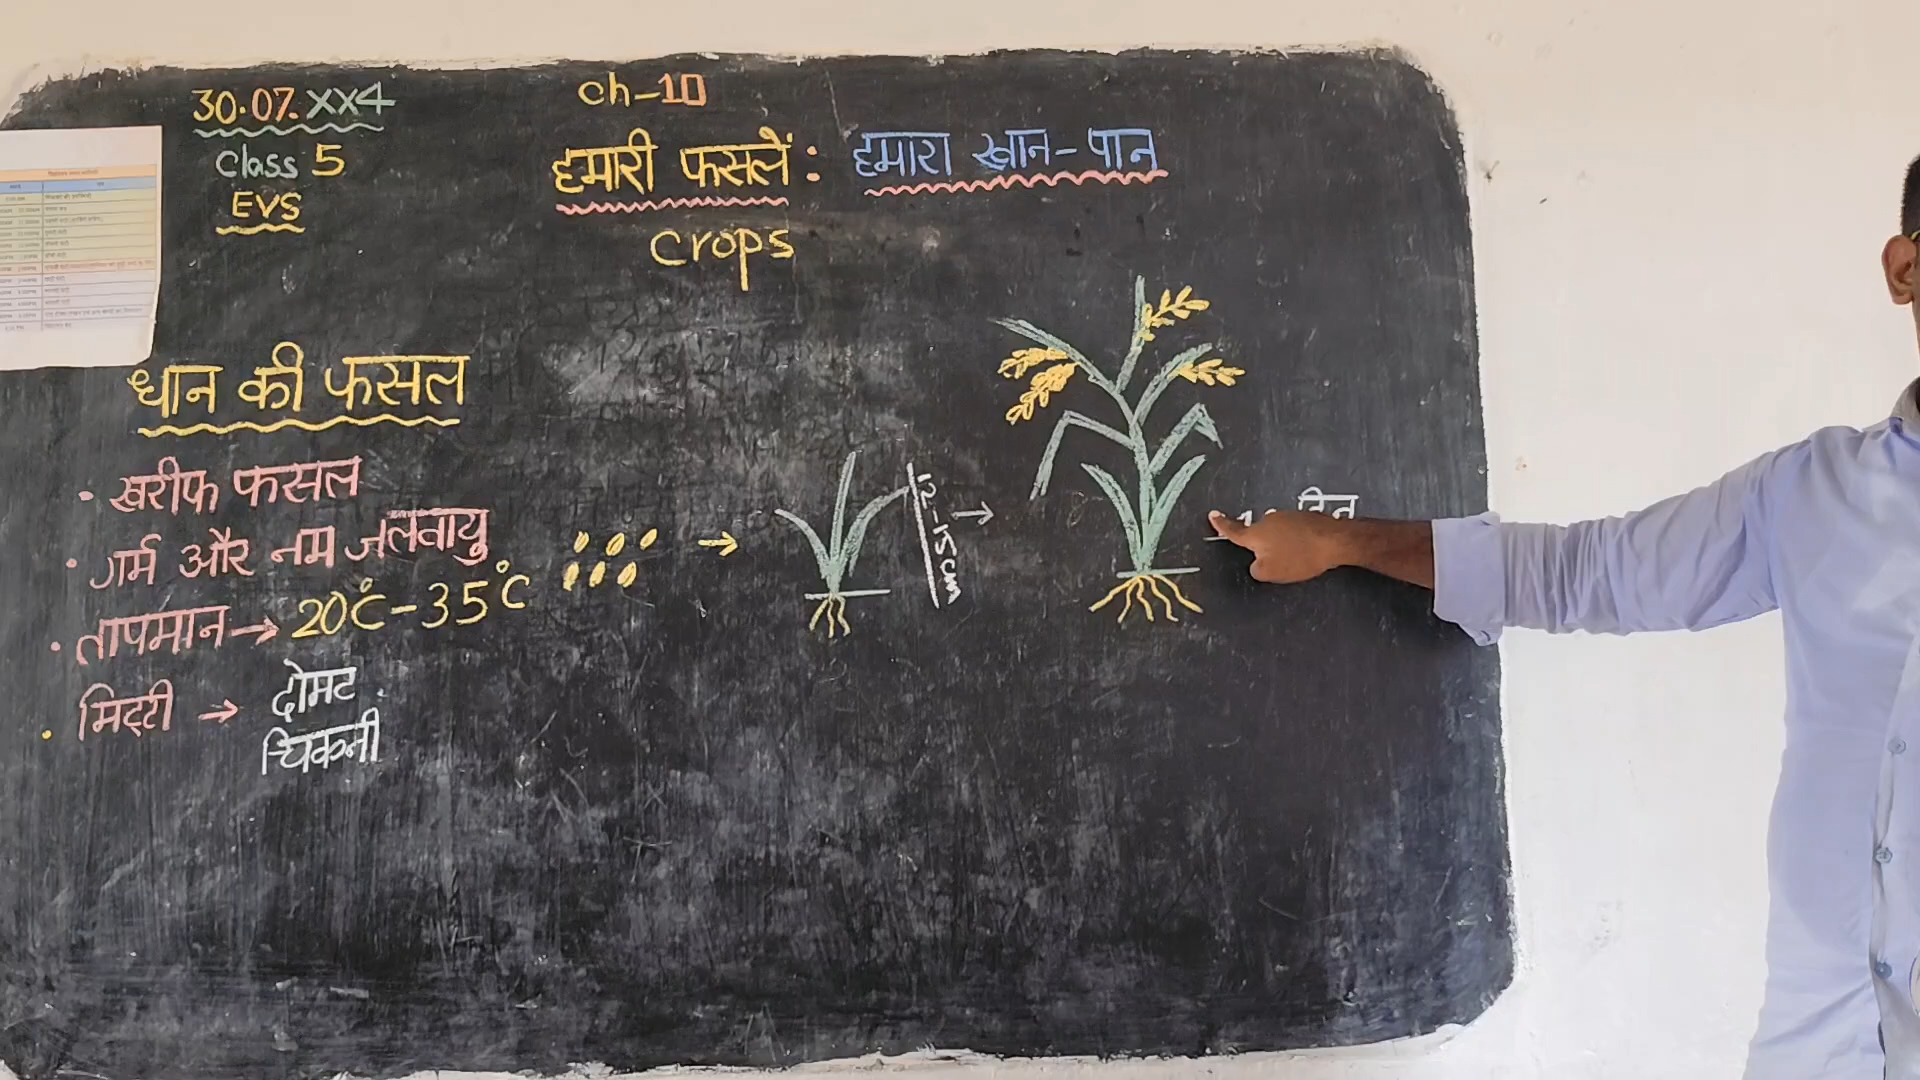 30.07.XX4
Class 5
EVS
Ch-10
हमारी फसलें: हमारा खान-पान
Crops
धान की फसल
• खरीफ फसल
• गर्म और नम जलवायु
• तापमान → 20°C-35°C
• मिट्टी → दोमट
चिकनी
→
12-15cm
→
दिन